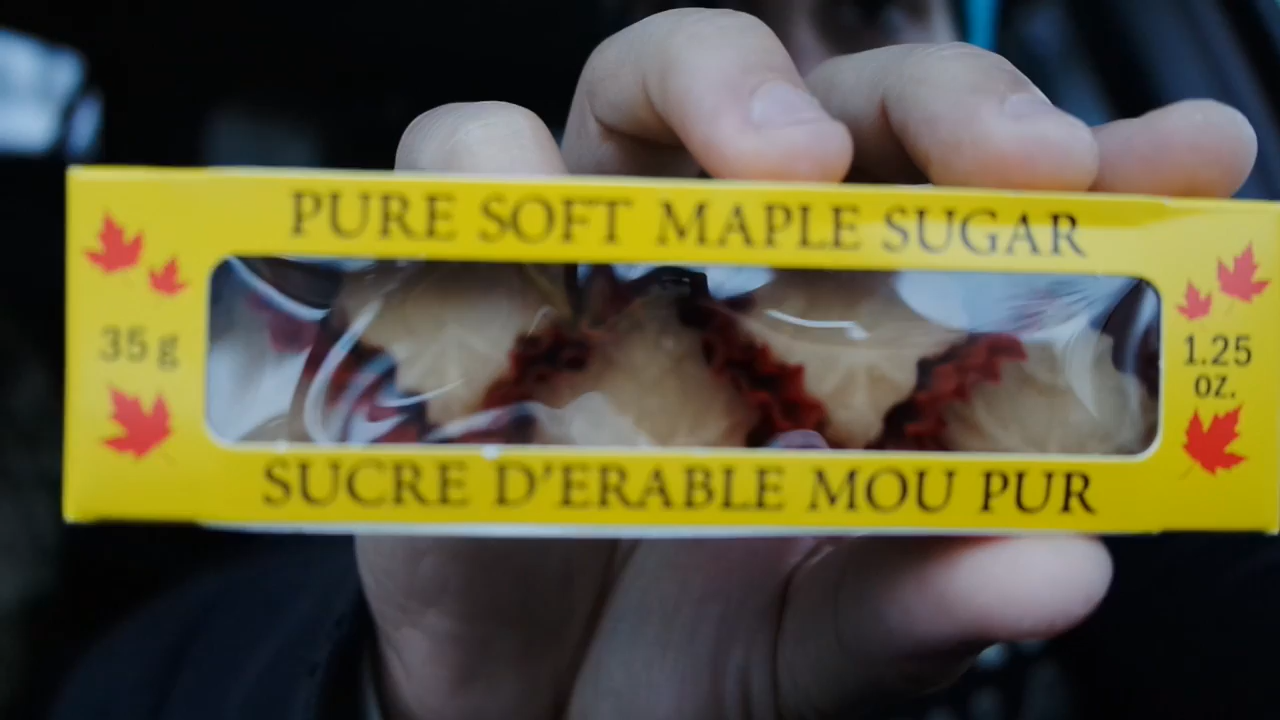 PURE SOFT MAPLE SUGAR
35 g
1.25
OZ.
SUCRE D'ERABLE MOU PUR